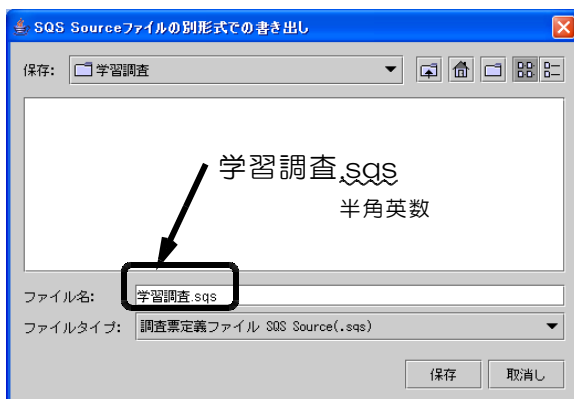 SQS Sourceファイルの別形式での書き出し
保存: 学習調査
学習調査.sqs
半角英数
ファイル名: 学習調査.sqs
ファイルタイプ: 調査票定義ファイル SQS Source(.sqs)
保存 取消し